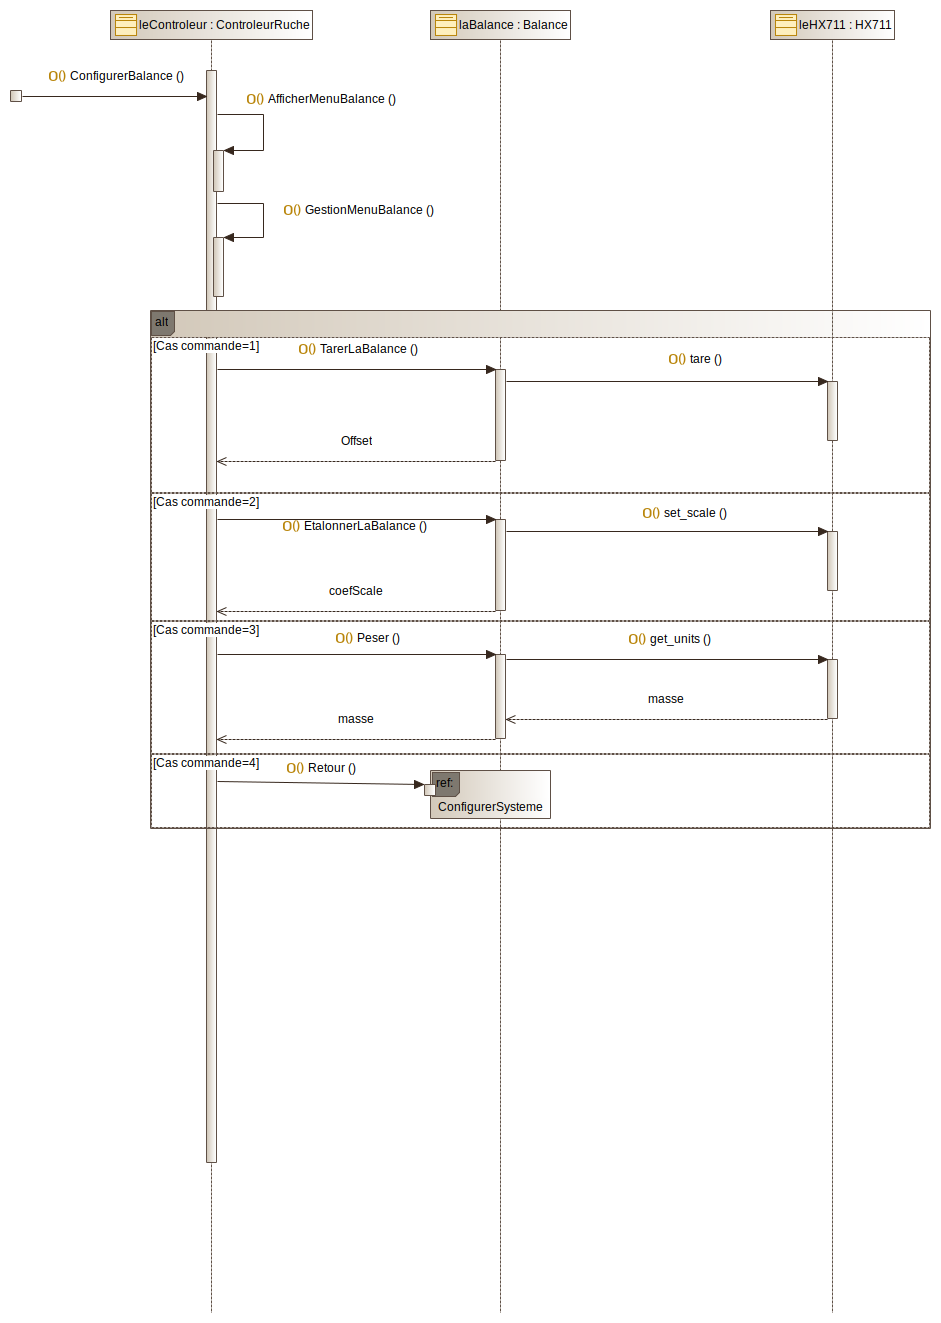 leControleur : ControleurRuche
laBalance : Balance
leHX711 : HX711
O() ConfigurerBalance ()
O() AfficherMenuBalance ()
O() GestionMenuBalance ()
alt
[Cas commande=1]
O() TarerLaBalance ()
O() tare ()
Offset
[Cas commande=2]
O() EtalonnerLaBalance ()
O() set_scale ()
coefScale
[Cas commande=3]
O() Peser ()
O() get_units ()
masse
masse
[Cas commande=4]
O() Retour ()
ref:
ConfigurerSysteme